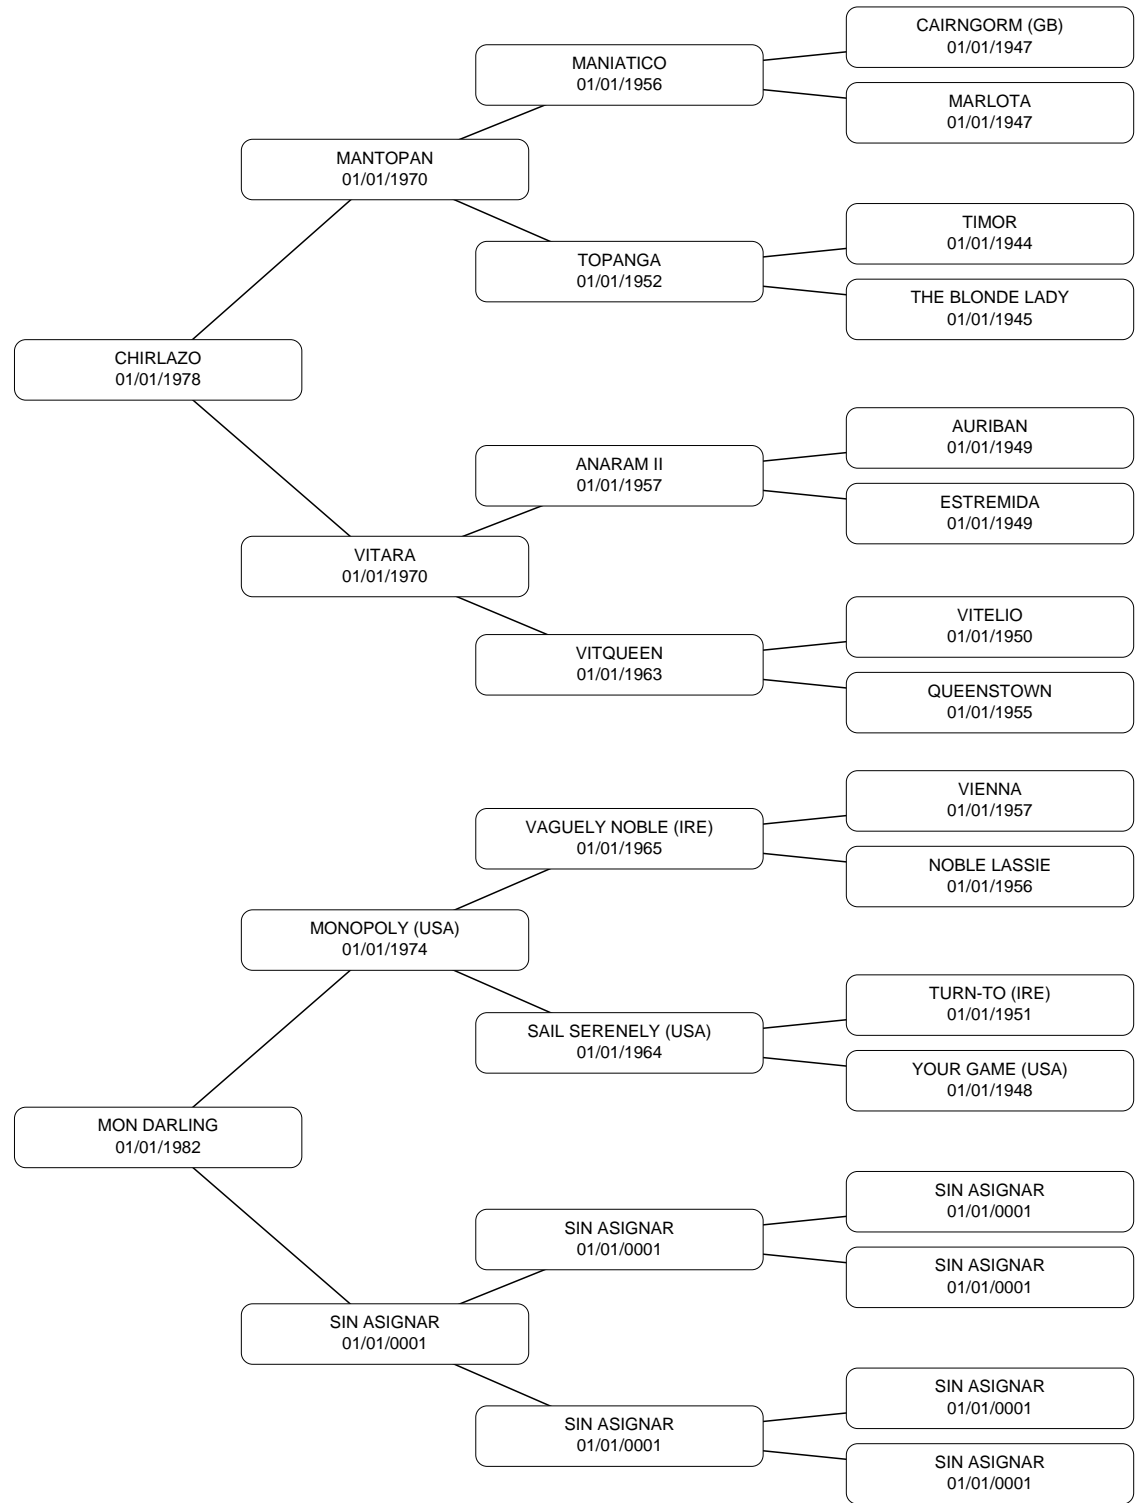 CAIRNGORM (GB)
01/01/1947
MANIATICO
01/01/1956
MARLOTA
01/01/1947
MANTOPAN
01/01/1970
TIMOR
01/01/1944
TOPANGA
01/01/1952
THE BLONDE LADY
01/01/1945
CHIRLAZO
01/01/1978
AURIBAN
01/01/1949
ANARAM II
01/01/1957
ESTREMIDA
01/01/1949
VITARA
01/01/1970
VITELIO
01/01/1950
VITQUEEN
01/01/1963
QUEENSTOWN
01/01/1955
VIENNA
01/01/1957
VAGUELY NOBLE (IRE)
01/01/1965
NOBLE LASSIE
01/01/1956
MONOPOLY (USA)
01/01/1974
TURN-TO (IRE)
01/01/1951
SAIL SERENELY (USA)
01/01/1964
YOUR GAME (USA)
01/01/1948
MON DARLING
01/01/1982
SIN ASIGNAR
01/01/0001
SIN ASIGNAR
01/01/0001
SIN ASIGNAR
01/01/0001
SIN ASIGNAR
01/01/0001
SIN ASIGNAR
01/01/0001
SIN ASIGNAR
01/01/0001
SIN ASIGNAR
01/01/0001